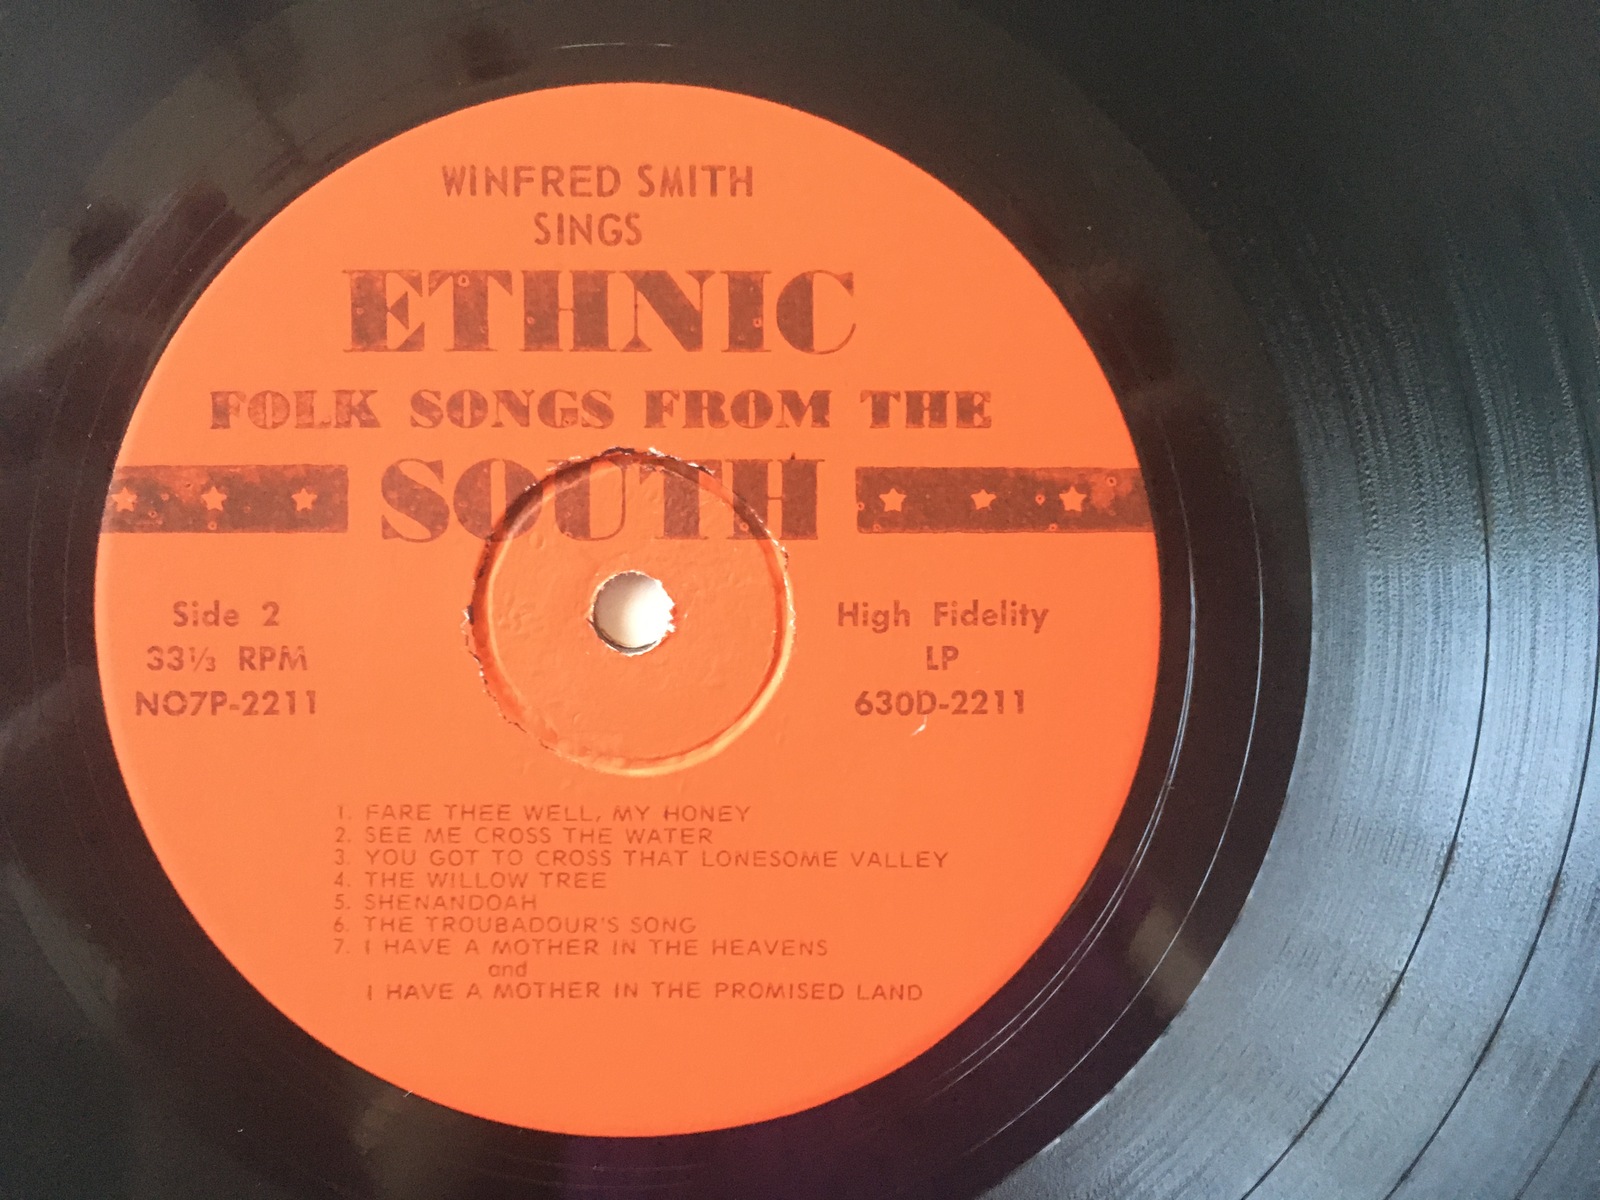 WINFRED SMITH
SINGS
ETHNIC
FOLK SONGS FROM THE
SOUTH
Side 2
33⅓ RPM
NO7P-2211
High Fidelity
LP
630D-2211
1. FARE THEE WELL, MY HONEY
2. SEE ME CROSS THE WATER
3. YOU GOT TO CROSS THAT LONESOME VALLEY
4. THE WILLOW TREE
5. SHENANDOAH
6. THE TROUBADOUR'S SONG
7. I HAVE A MOTHER IN THE HEAVENS
and
I HAVE A MOTHER IN THE PROMISED LAND